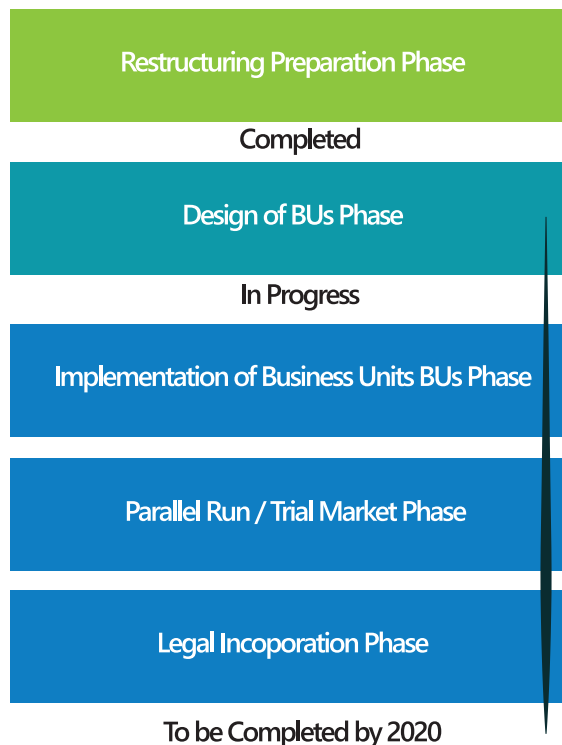 Restructuring Preparation Phase
Completed
Design of BUs Phase
In Progress
Implementation of Business Units BUs Phase
Parallel Run / Trial Market Phase
Legal Incoporation Phase
To be Completed by 2020